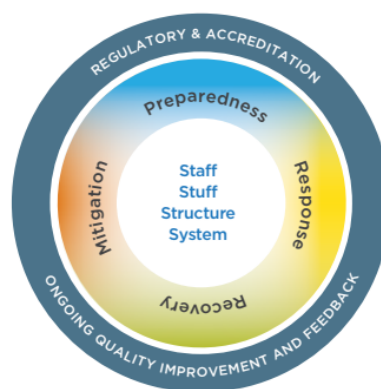 REGULATORY & ACCREDITATION
Preparedness
Mitigation
Staff
Stuff
Structure
System
Response
Recovery
ONGOING QUALITY IMPROVEMENT AND FEEDBACK